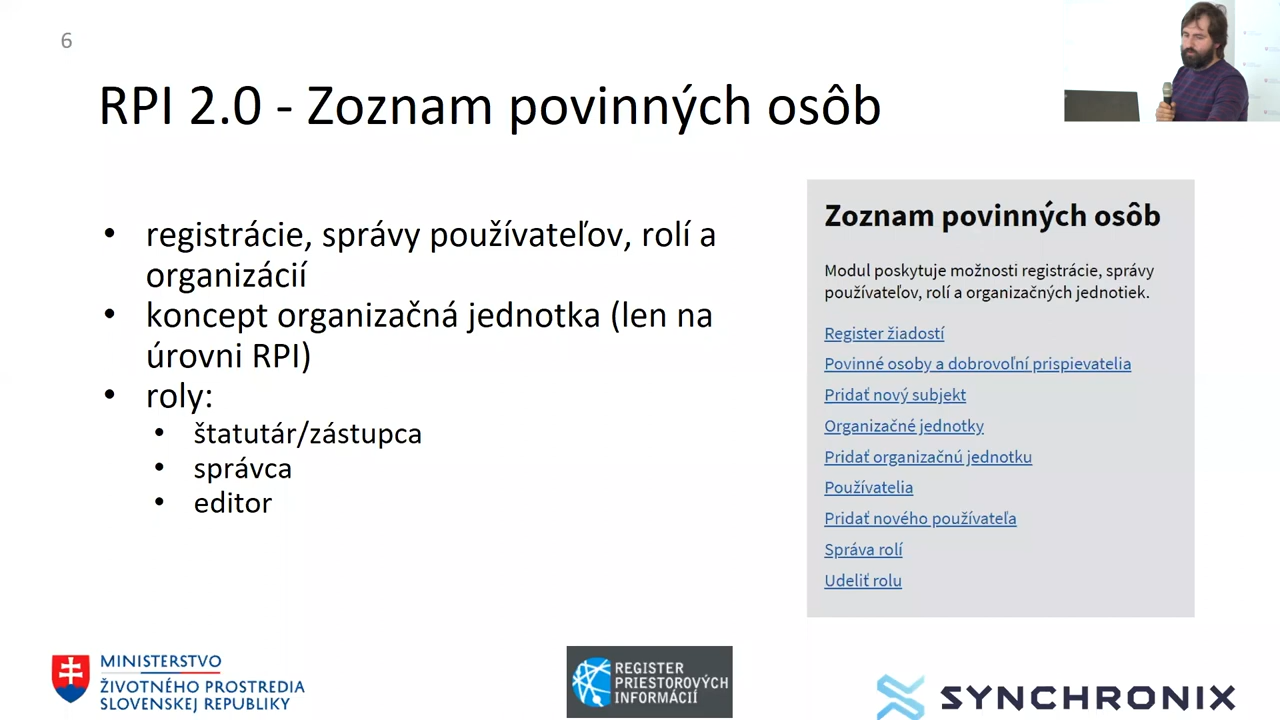 6
RPI 2.0 - Zoznam povinných osôb
• registrácie, správy používateľov, rolí a
organizácií
• koncept organizačná jednotka (len na
úrovni RPI)
• roly:
• štatutár/zástupca
• správca
• editor
Zoznam povinných osôb
Modul poskytuje možnosti registrácie, správy
používateľov, rolí a organizačných jednotiek.
Register žiadostí
Povinné osoby a dobrovoľní prispievatelia
Pridať nový subjekt
Organizačné jednotky
Pridať organizačnú jednotku
Používatelia
Pridať nového používateľa
Správa rolí
Udeliť rolu
MINISTERSTVO
ŽIVOTNÉHO PROSTREDIA
SLOVENSKEJ REPUBLIKY
REGISTER
PRIESTOROVÝCH
INFORMÁCIÍ
SYNCHRONIX